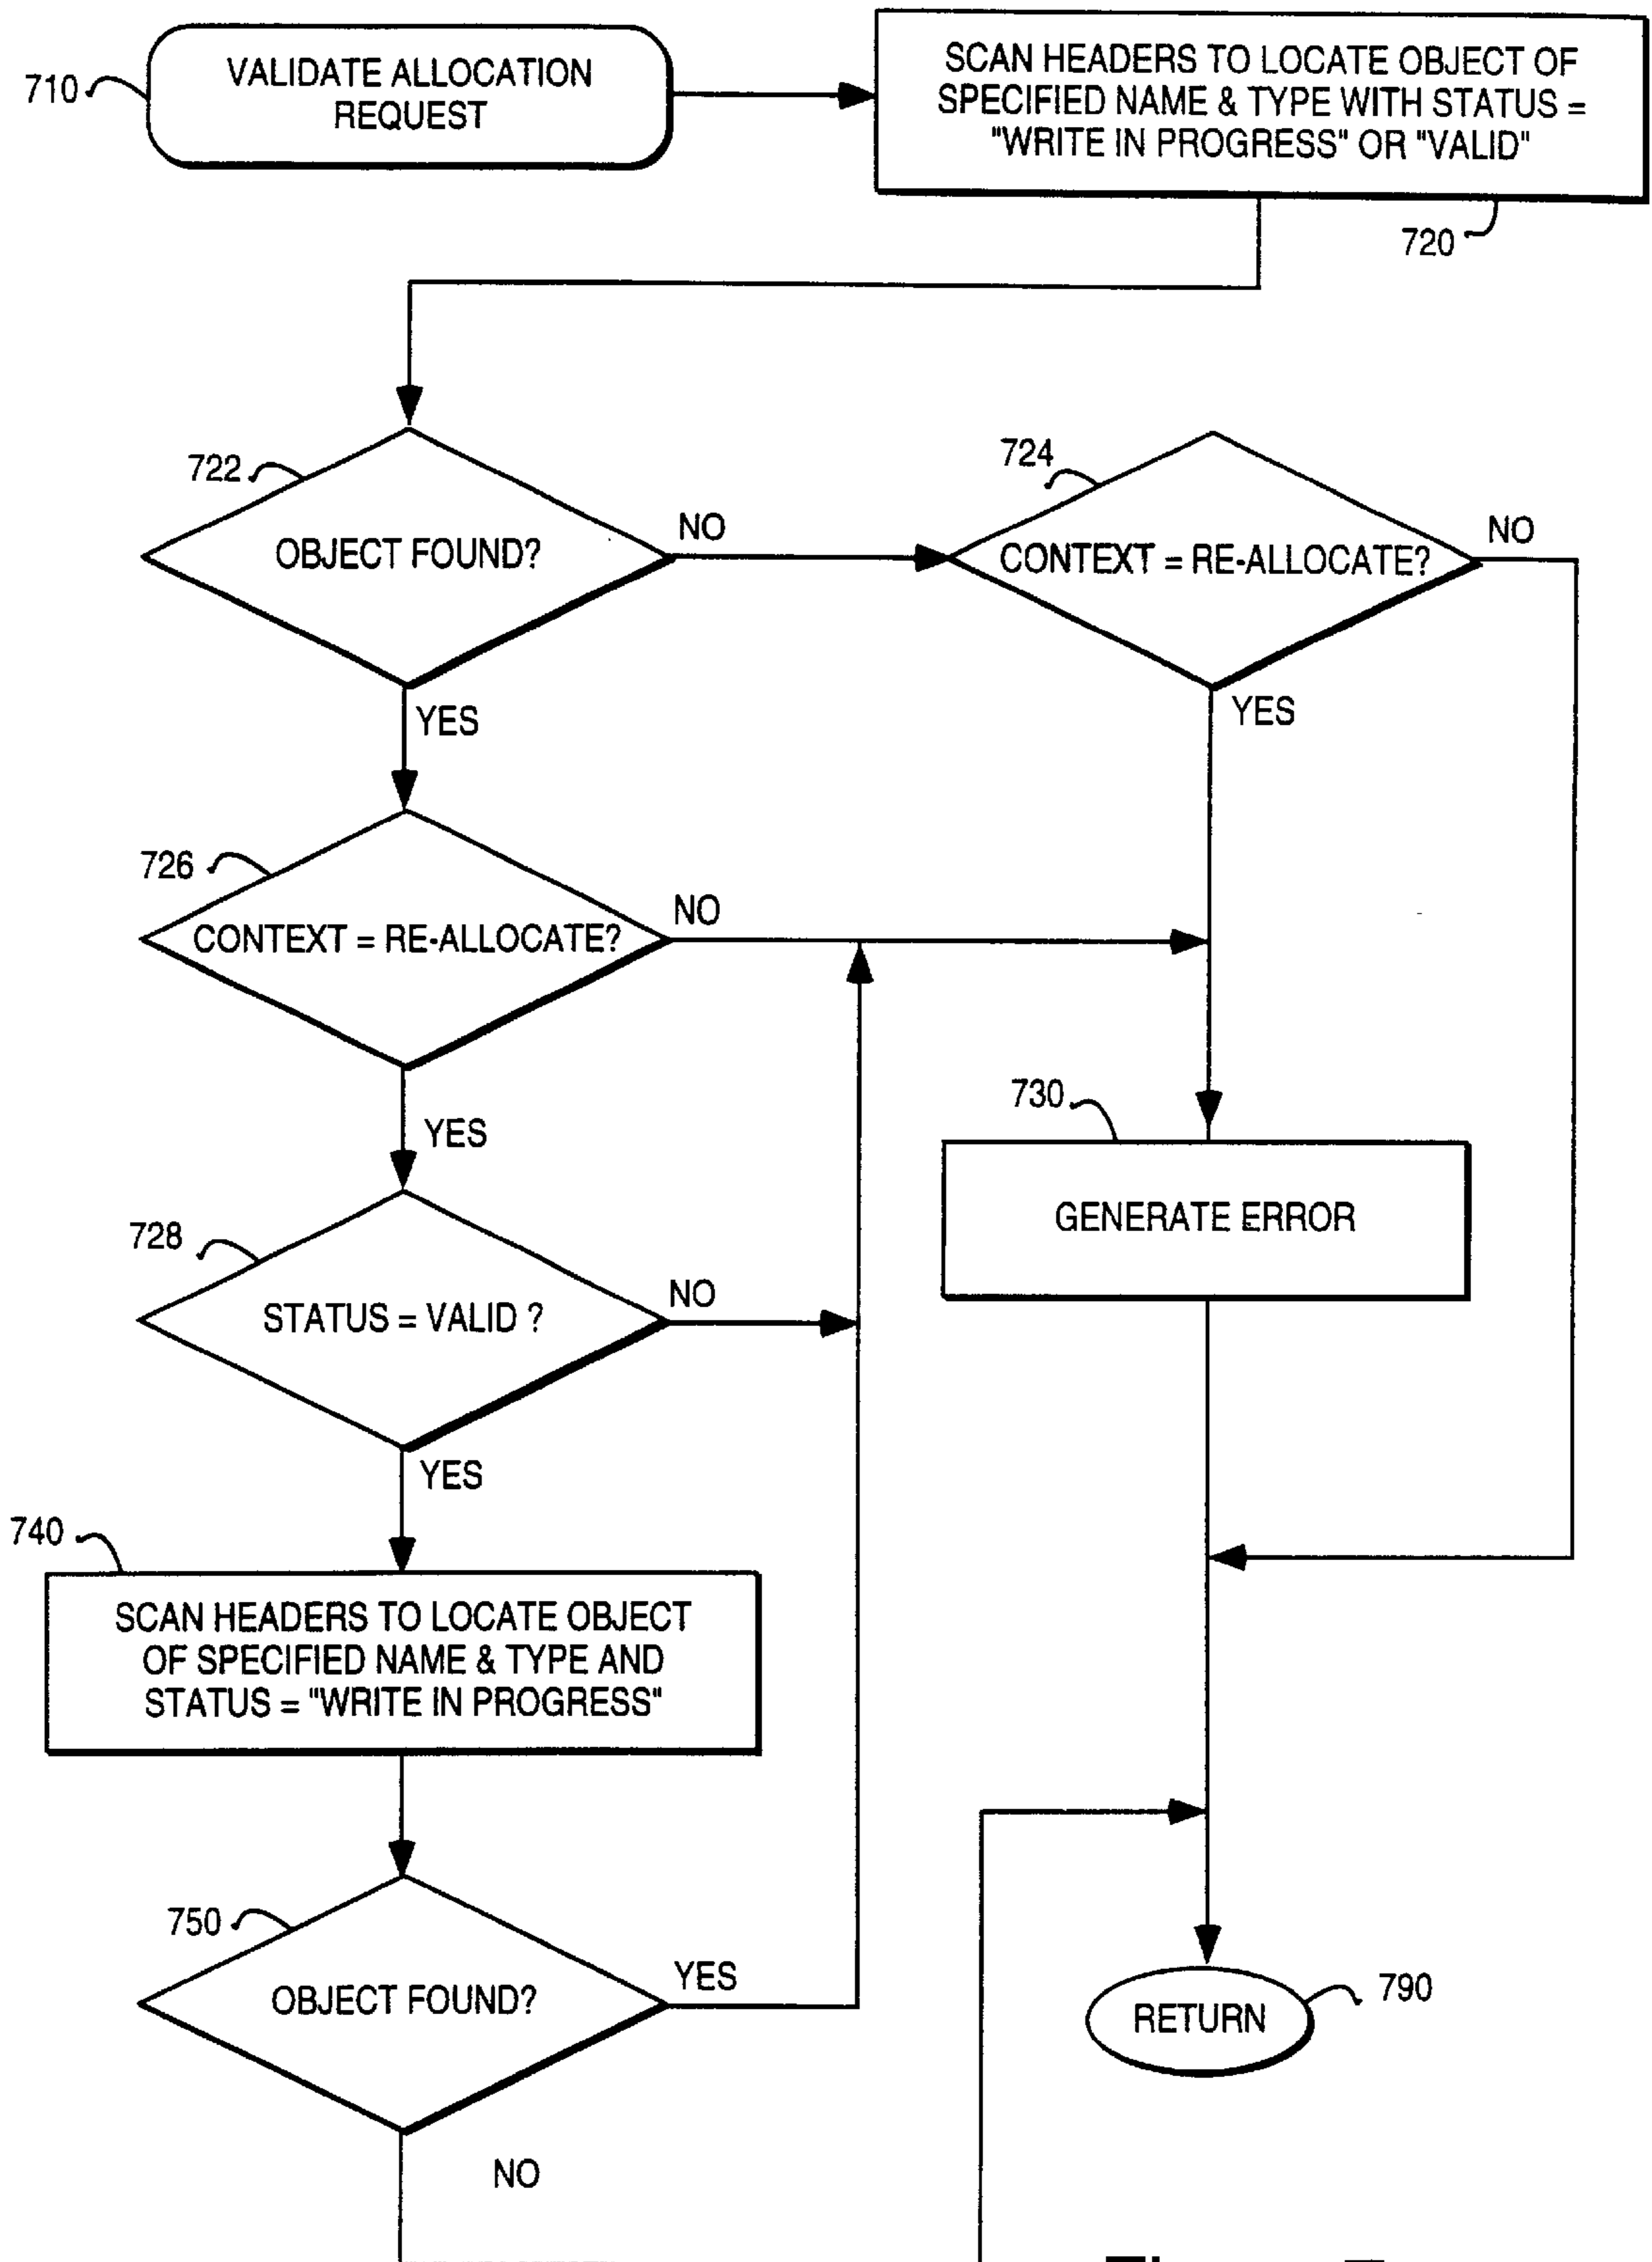 710
VALIDATE ALLOCATION
REQUEST
SCAN HEADERS TO LOCATE OBJECT OF
SPECIFIED NAME & TYPE WITH STATUS =
"WRITE IN PROGRESS" OR "VALID"
720
722
OBJECT FOUND?
NO
YES
724
CONTEXT = RE-ALLOCATE?
NO
YES
726
CONTEXT = RE-ALLOCATE?
NO
YES
728
STATUS = VALID ?
NO
YES
730
GENERATE ERROR
740
SCAN HEADERS TO LOCATE OBJECT
OF SPECIFIED NAME & TYPE AND
STATUS = "WRITE IN PROGRESS"
750
OBJECT FOUND?
YES
NO
RETURN
790